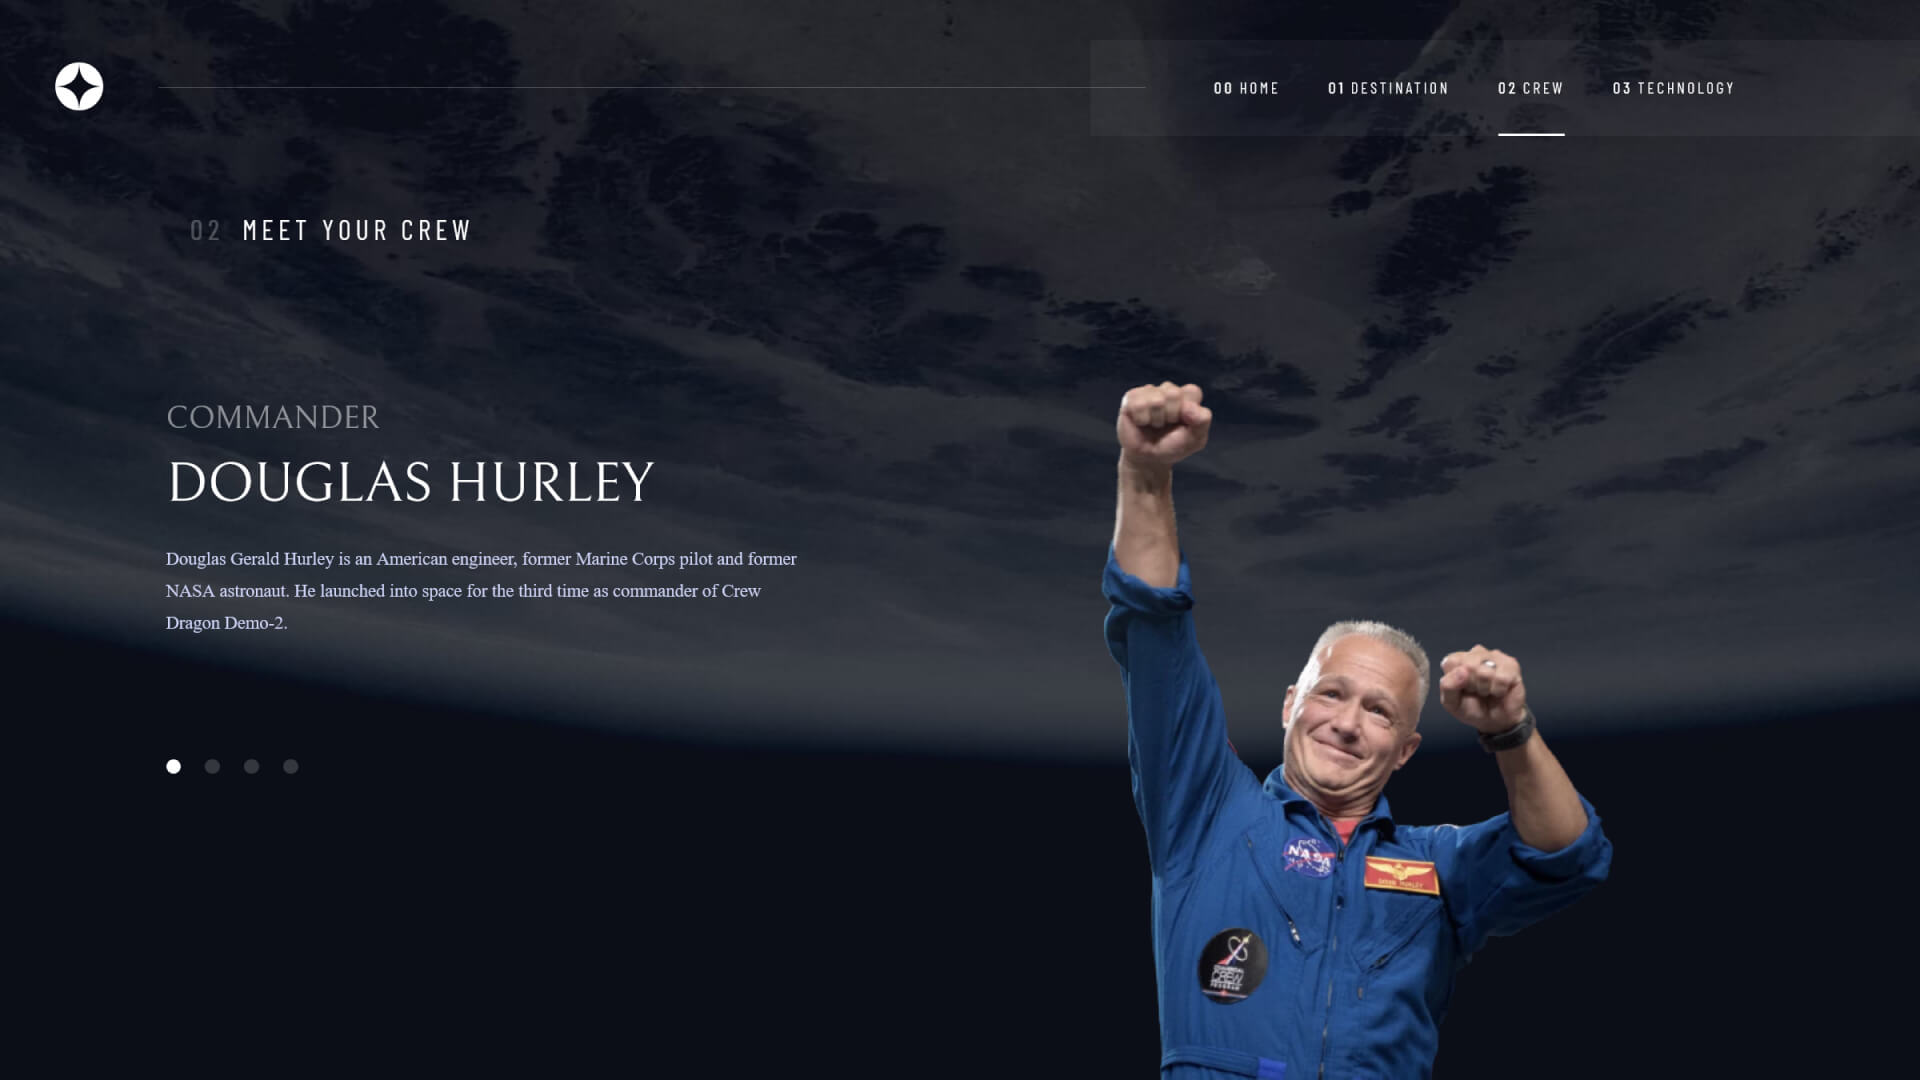 00 HOME 01 DESTINATION 02 CREW 03 TECHNOLOGY
02 MEET YOUR CREW
COMMANDER
DOUGLAS HURLEY
Douglas Gerald Hurley is an American engineer, former Marine Corps pilot and former
NASA astronaut. He launched into space for the third time as commander of Crew
Dragon Demo-2.
NASA
CREW
PROGRAM